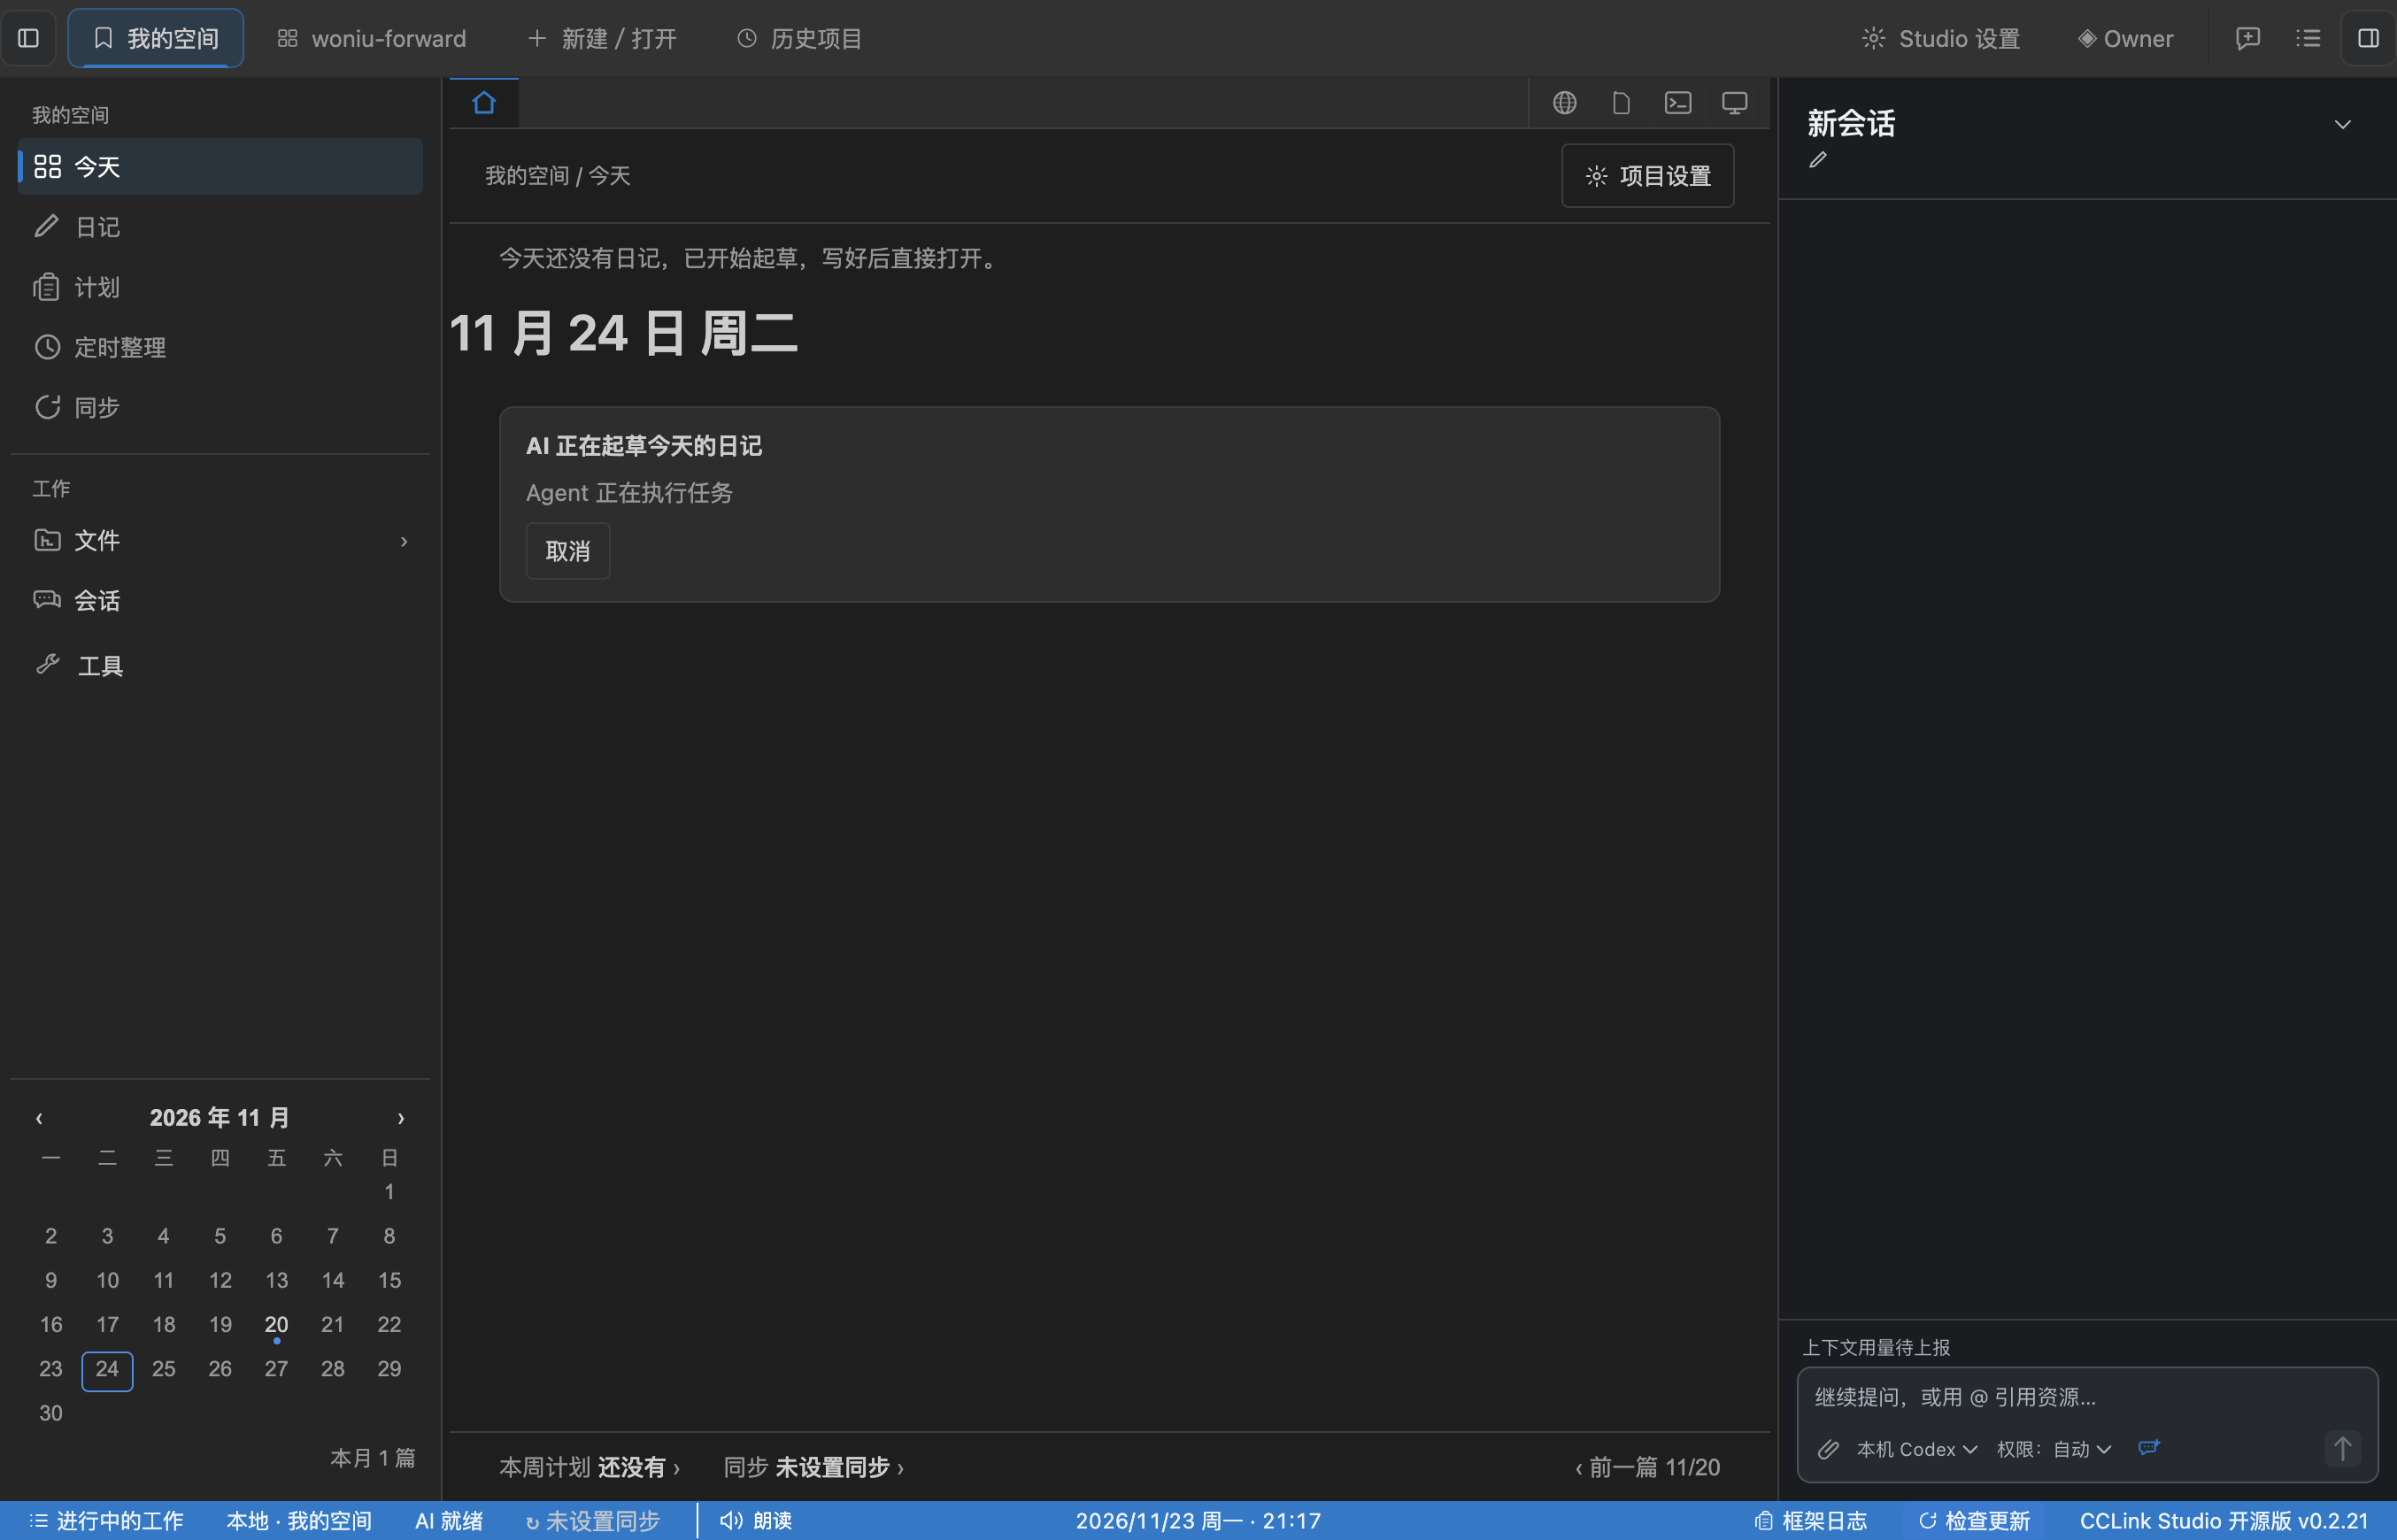 我的空间 woniu-forward 新建 / 打开 历史项目 Studio 设置 Owner
我的空间
今天
日记
计划
定时整理
同步
工作
文件
会话
工具
2026 年 11 月
一 二 三 四 五 六 日
1
2 3 4 5 6 7 8
9 10 11 12 13 14 15
16 17 18 19 20 21 22
23 24 25 26 27 28 29
30
本月 1 篇
我的空间 / 今天
项目设置
今天还没有日记，已开始起草，写好后直接打开。
11 月 24 日 周二
AI 正在起草今天的日记
Agent 正在执行任务
取消
本周计划 还没有 › 同步 未设置同步 › ‹ 前一篇 11/20
新会话
上下文用量待上报
继续提问，或用 @ 引用资源...
本机 Codex 权限：自动
进行中的工作 本地 · 我的空间 AI 就绪 未设置同步 朗读 2026/11/23 周一 · 21:17 框架日志 检查更新 CCLink Studio 开源版 v0.2.21